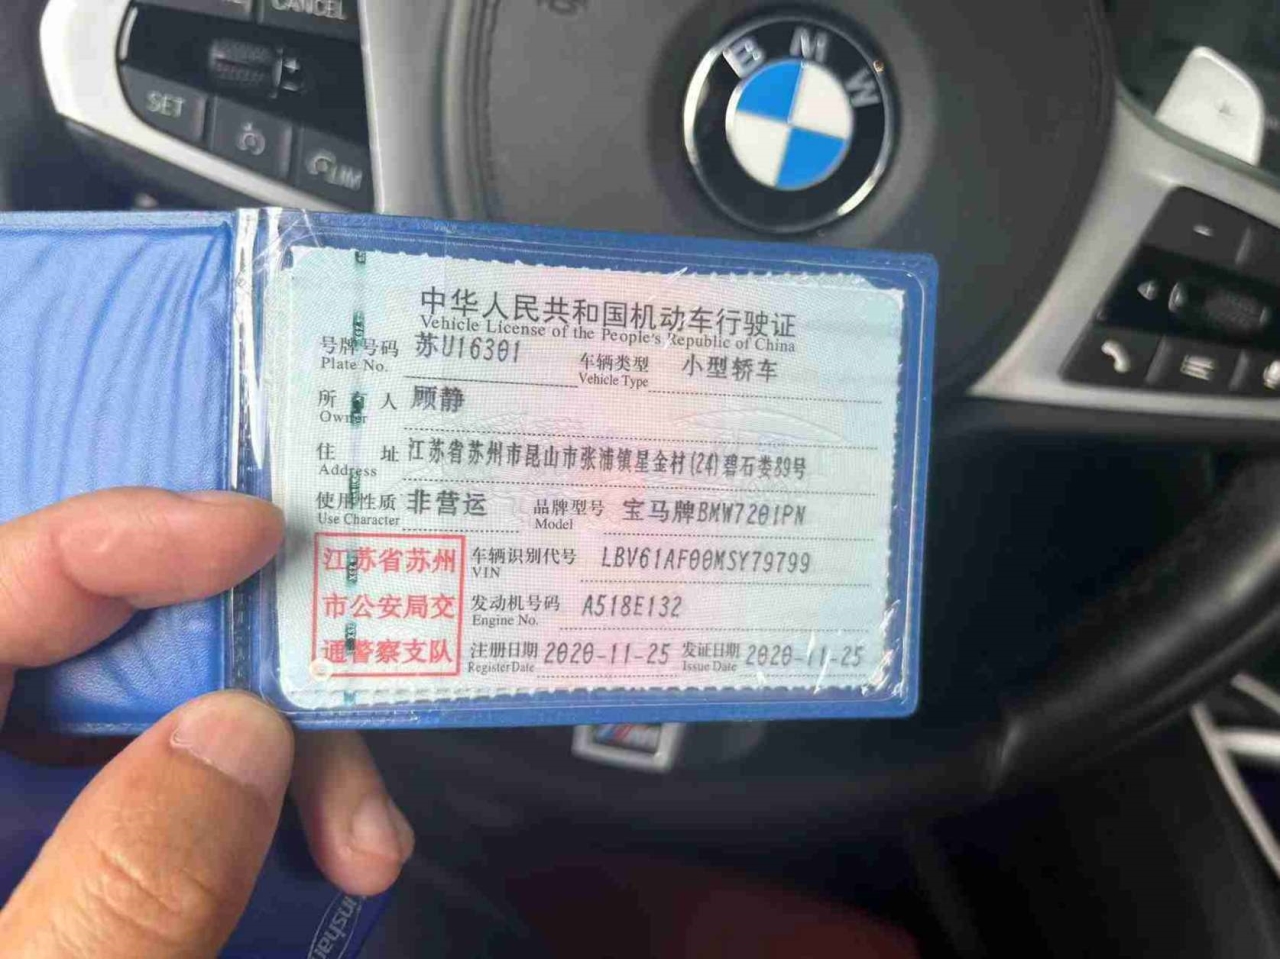 CANCEL
SET
LIM
BMW
中华人民共和国机动车行驶证
Vehicle License of the People's Republic of China
号牌号码 苏U16301 车辆类型 小型轿车
Plate No. Vehicle Type
所有人 顾静
Owner
住址 江苏省苏州市昆山市张浦镇星金村(24)碧石娄89号
Address
使用性质 非营运 品牌型号 宝马牌BMW7201PN
Use Character Model
江苏省苏州 车辆识别代号 LBV61AF00MSY79799
VIN
市公安局交 发动机号码 A518E132
Engine No.
通警察支队 注册日期 2020-11-25 发证日期 2020-11-25
Register Date Issue Date